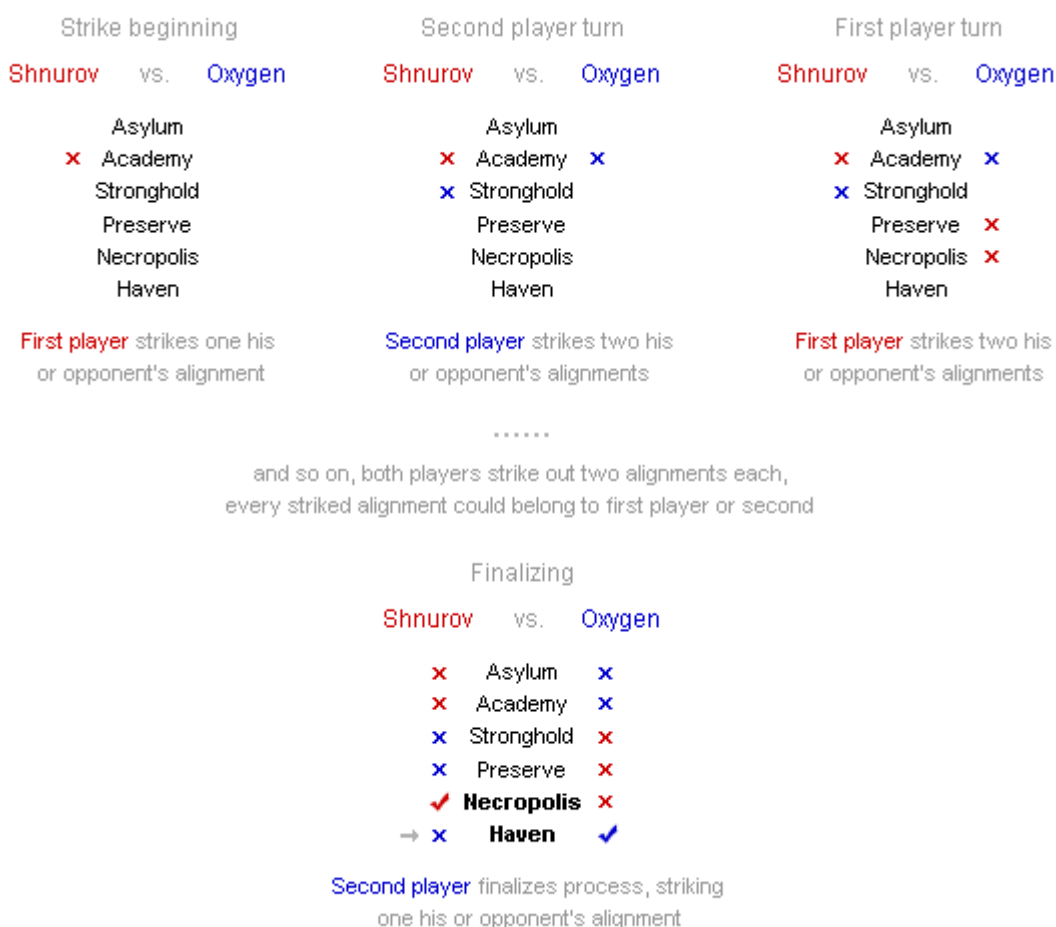 Strike beginning
Shnurov vs. Oxygen
Asylum
× Academy
Stronghold
Preserve
Necropolis
Haven
First player strikes one his
or opponent's alignment
Second player turn
Shnurov vs. Oxygen
Asylum
× Academy ×
× Stronghold
Preserve
Necropolis
Haven
Second player strikes two his
or opponent's alignments
First player turn
Shnurov vs. Oxygen
Asylum
× Academy ×
× Stronghold
Preserve ×
Necropolis ×
Haven
First player strikes two his
or opponent's alignments
......
and so on, both players strike out two alignments each,
every striked alignment could belong to first player or second
Finalizing
Shnurov vs. Oxygen
× Asylum ×
× Academy ×
× Stronghold ×
× Preserve ×
✓ Necropolis ×
→ × Haven ✓
Second player finalizes process, striking
one his or opponent's alignment